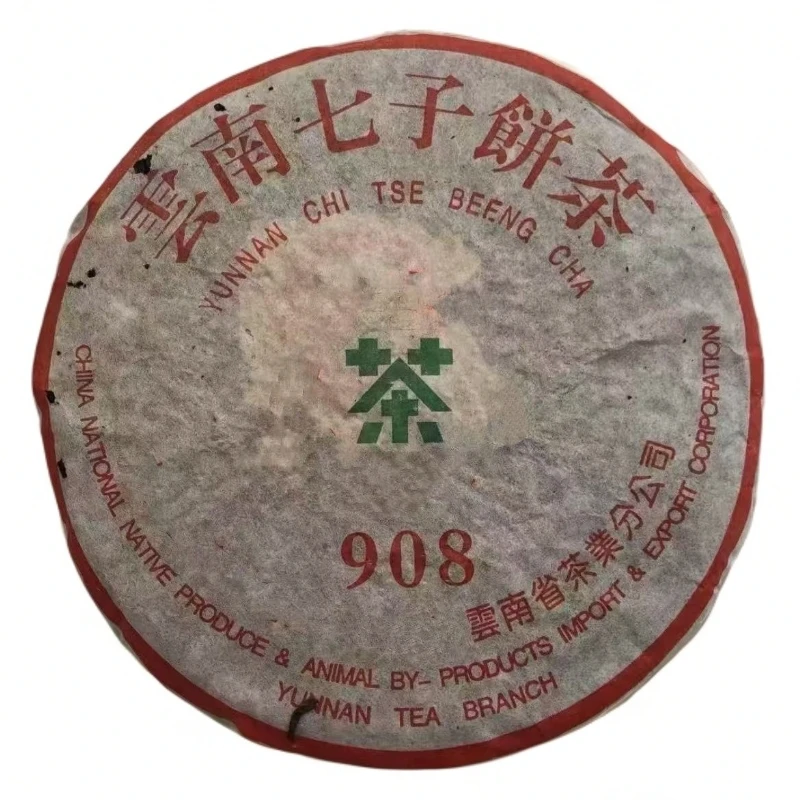 雲南七子餅茶
YUNNAN CHI TSE BEENG CHA
茶
908
雲南省茶業分公司
CHINA NATIONAL NATIVE PRODUCE & ANIMAL BY- PRODUCTS IMPORT & EXPORT CORPORATION
YUNNAN TEA BRANCH